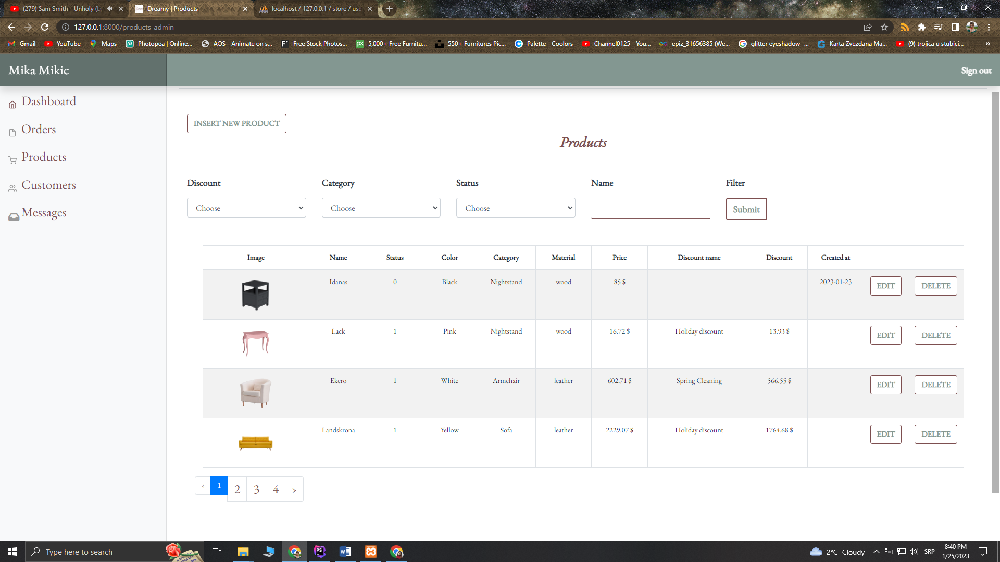 (279) Sam Smith - Unholy (L
Dreamy | Products
localhost / 127.0.0.1 / store / use
127.0.0.1:8000/products-admin
Gmail
YouTube
Maps
Photopea | Online...
AOS - Animate on s...
Free Stock Photos...
5,000+ Free Furnitu...
550+ Furnitures Pic...
Palette - Coolors
Channel0125 - You...
epiz_31656385 (We...
glitter eyeshadow -...
Karta Zvezdana Ma...
(9) trojica u stubici...
»
Mika Mikic
Sign out
Dashboard
Orders
Products
Customers
Messages
INSERT NEW PRODUCT
Products
Discount Category Status Name Filter
Choose Choose Choose Submit
Image Name Status Color Category Material Price Discount name Discount Created at
Idanas 0 Black Nightstand wood 85 $ 2023-01-23 EDIT DELETE
Lack 1 Pink Nightstand wood 16.72 $ Holiday discount 13.93 $ EDIT DELETE
Ekero 1 White Armchair leather 602.71 $ Spring Cleaning 566.55 $ EDIT DELETE
Landskrona 1 Yellow Sofa leather 2229.07 $ Holiday discount 1764.68 $ EDIT DELETE
‹ 1 2 3 4 ›
Type here to search
2°C Cloudy
SRP
8:40 PM
1/25/2023